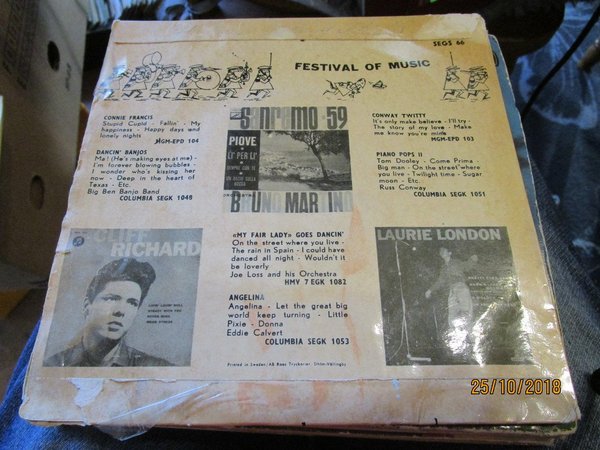 SEGS 66
FESTIVAL OF MUSIC
CONNIE FRANCIS
Stupid Cupid - Fallin' - My
happiness - Happy days and
lonely nights
MGM-EPD 104
DANCIN' BANJOS
Ma! (He's making eyes at me) -
I'm forever blowing bubbles -
I wonder who's kissing her
now - Deep in the heart of
Texas - Etc.
Big Ben Banjo Band
COLUMBIA SEGK 1048
SANREMO 59
PIOVE
LI' PER LI'
BRUNO MARTINO
CONWAY TWITTY
It's only make believe - I'll try -
The story of my love - Make
me know you're mine
MGM-EPD 103
PIANO POPS II
Tom Dooley - Come Prima
Big man - On the street where
you live - Twilight time - Sugar
moon - Etc.
Russ Conway
COLUMBIA SEGK 1051
CLIFF
RICHARD
«MY FAIR LADY» GOES DANCIN'
On the street where you live -
The rain in Spain - I could have
danced all night - Wouldn't it
be loverly
Joe Loss and his Orchestra
HMV 7 EGK 1082
ANGELINA
Angelina - Let the great big
world keep turning - Little
Pixie - Donna
Eddie Calvert
COLUMBIA SEGK 1053
LAURIE LONDON
25/10/2018